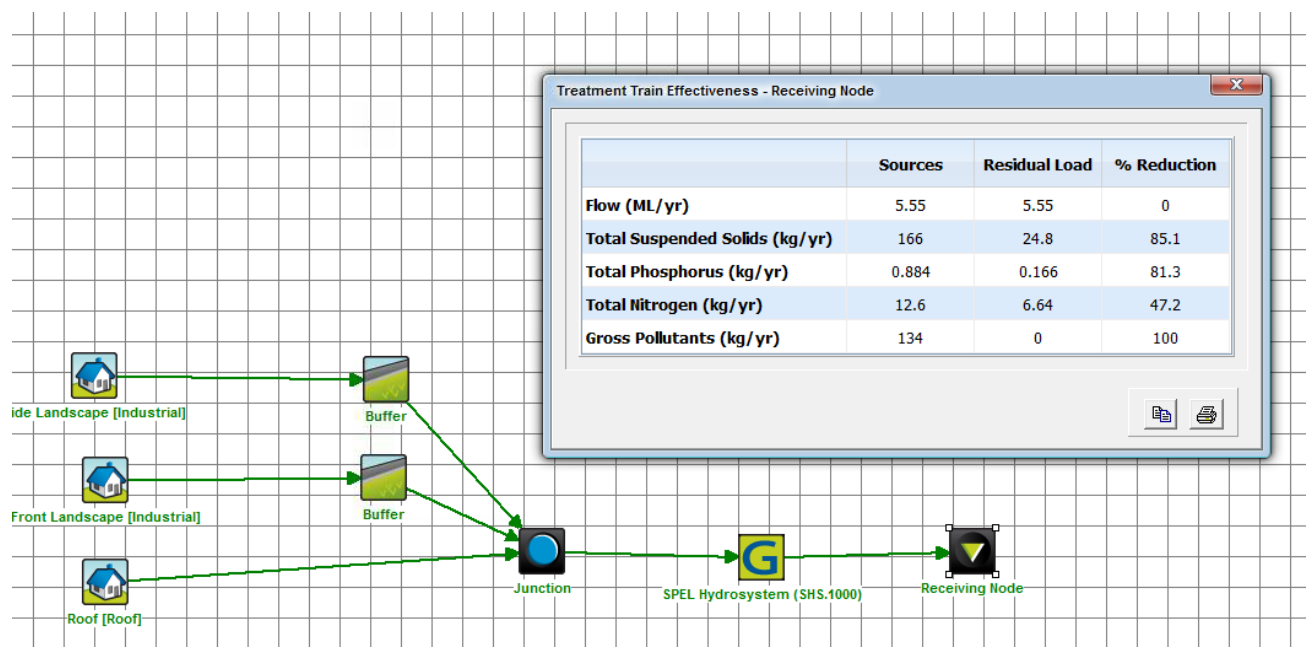 Treatment Train Effectiveness - Receiving Node
Sources Residual Load % Reduction
Flow (ML/yr) 5.55 5.55 0
Total Suspended Solids (kg/yr) 166 24.8 85.1
Total Phosphorus (kg/yr) 0.884 0.166 81.3
Total Nitrogen (kg/yr) 12.6 6.64 47.2
Gross Pollutants (kg/yr) 134 0 100
ide Landscape [Industrial]
Buffer
Front Landscape [Industrial]
Buffer
Junction
SPEL Hydrosystem (SHS.1000)
Receiving Node
Roof [Roof]